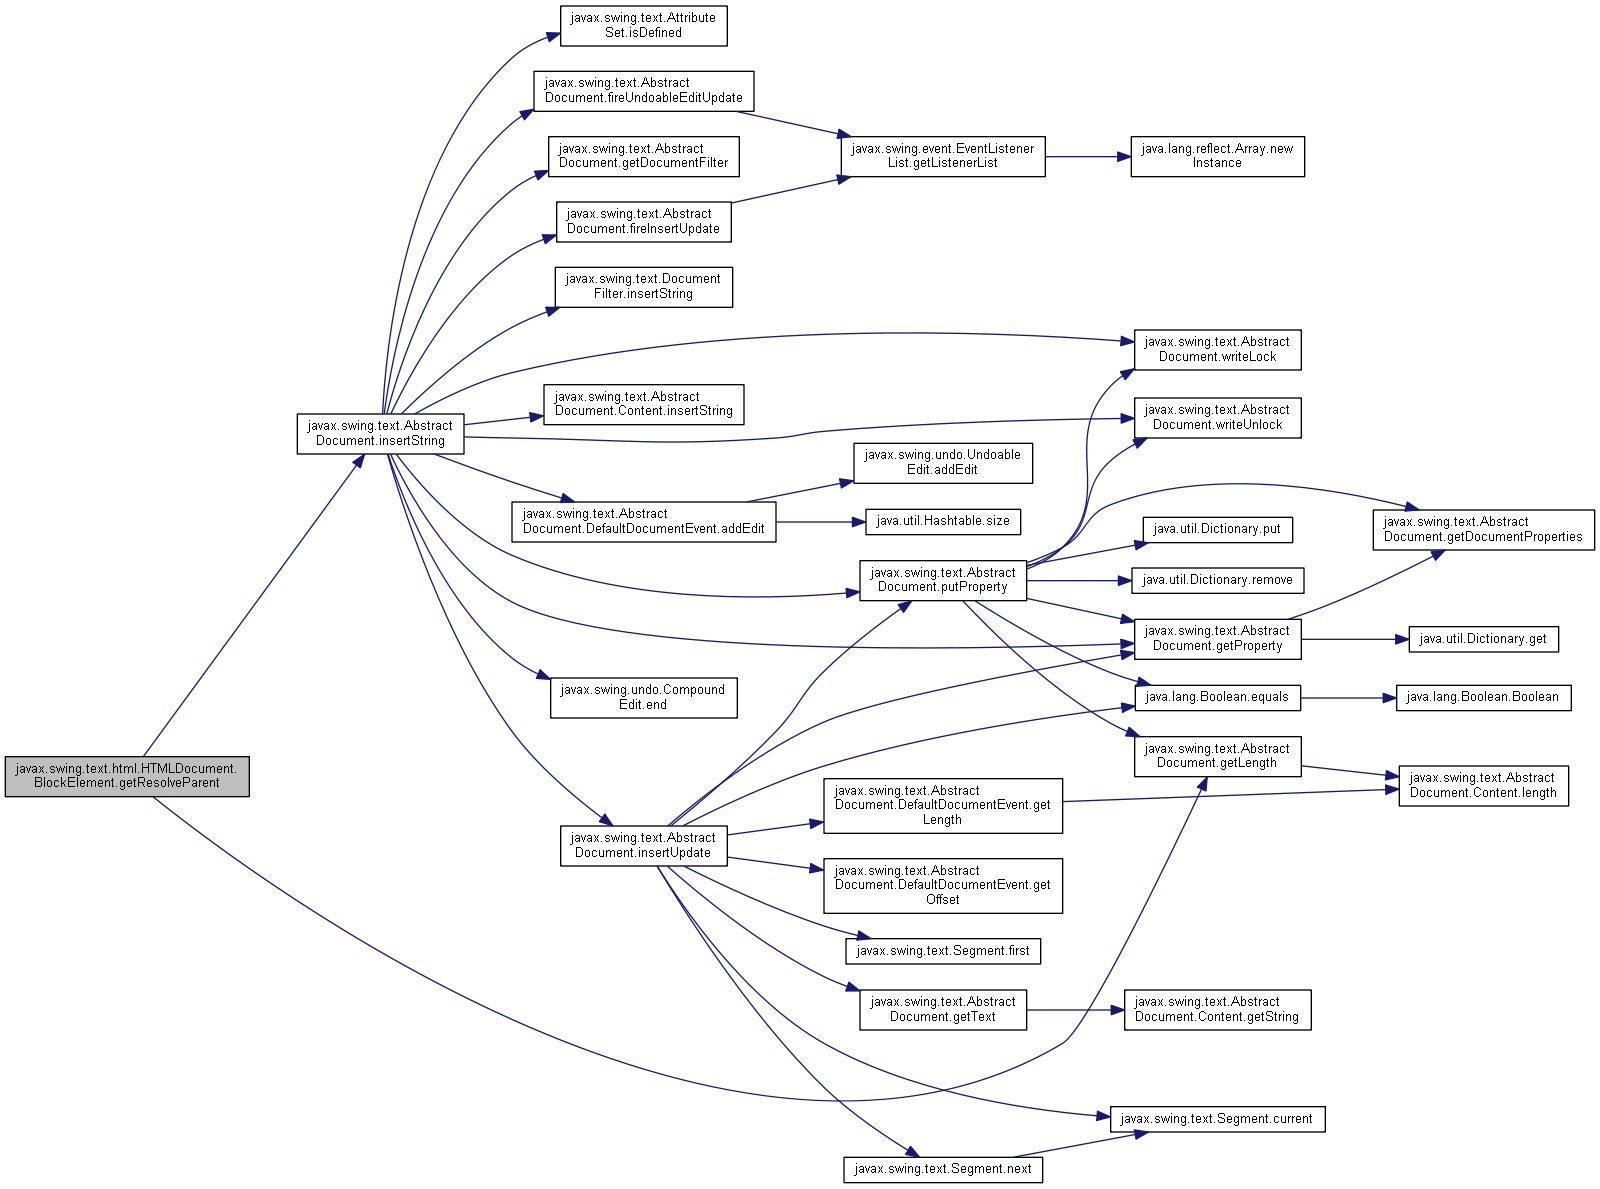 javax.swing.text.Attribute
Set.isDefined
javax.swing.text.Abstract
Document.fireUndoableEditUpdate
javax.swing.text.Abstract
Document.getDocumentFilter
javax.swing.event.EventListener
List.getListenerList
java.lang.reflect.Array.new
Instance
javax.swing.text.Abstract
Document.fireInsertUpdate
javax.swing.text.Document
Filter.insertString
javax.swing.text.Abstract
Document.writeLock
javax.swing.text.Abstract
Document.Content.insertString
javax.swing.text.Abstract
Document.writeUnlock
javax.swing.text.Abstract
Document.insertString
javax.swing.undo.Undoable
Edit.addEdit
javax.swing.text.Abstract
Document.DefaultDocumentEvent.addEdit
java.util.Hashtable.size
java.util.Dictionary.put
javax.swing.text.Abstract
Document.getDocumentProperties
javax.swing.text.Abstract
Document.putProperty
java.util.Dictionary.remove
javax.swing.text.Abstract
Document.getProperty
java.util.Dictionary.get
javax.swing.undo.Compound
Edit.end
java.lang.Boolean.equals
java.lang.Boolean.Boolean
javax.swing.text.Abstract
Document.getLength
javax.swing.text.html.HTMLDocument.
BlockElement.getResolveParent
javax.swing.text.Abstract
Document.Content.length
javax.swing.text.Abstract
Document.DefaultDocumentEvent.get
Length
javax.swing.text.Abstract
Document.insertUpdate
javax.swing.text.Abstract
Document.DefaultDocumentEvent.get
Offset
javax.swing.text.Segment.first
javax.swing.text.Abstract
Document.getText
javax.swing.text.Abstract
Document.Content.getString
javax.swing.text.Segment.current
javax.swing.text.Segment.next